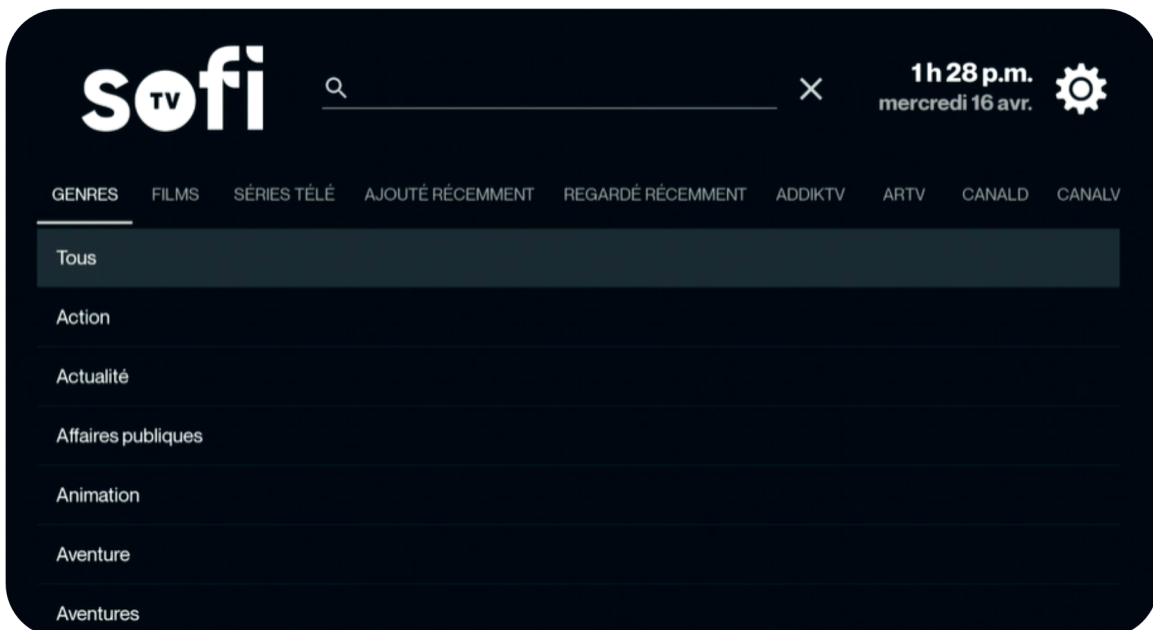 sofi TV
1 h 28 p.m.
mercredi 16 avr.
GENRES FILMS SÉRIES TÉLÉ AJOUTÉ RÉCEMMENT REGARDÉ RÉCEMMENT ADDIKTV ARTV CANALD CANALV
Tous
Action
Actualité
Affaires publiques
Animation
Aventure
Aventures